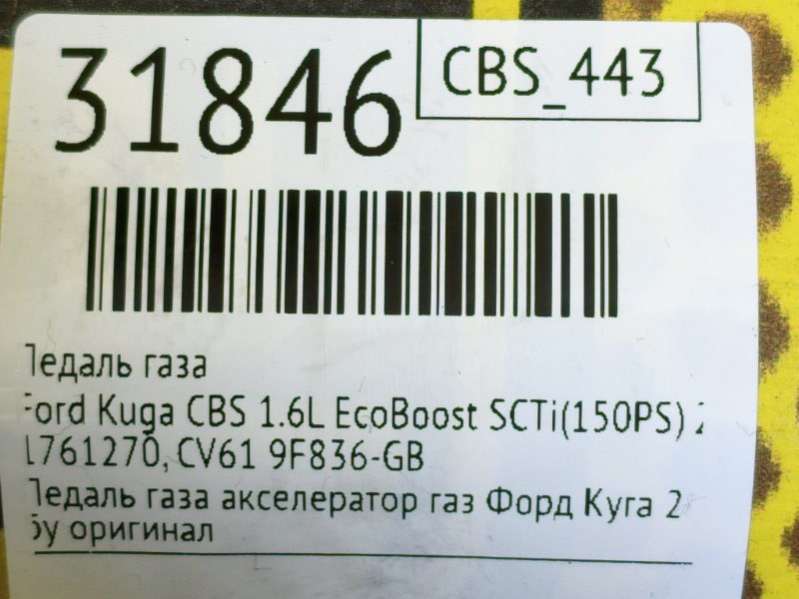 31846
CBS_443
Педаль газа
Ford Kuga CBS 1.6L EcoBoost SCTi(150PS)
1761270, CV61 9F836-GB
Педаль газа акселератор газ Форд Куга 2
бу оригинал